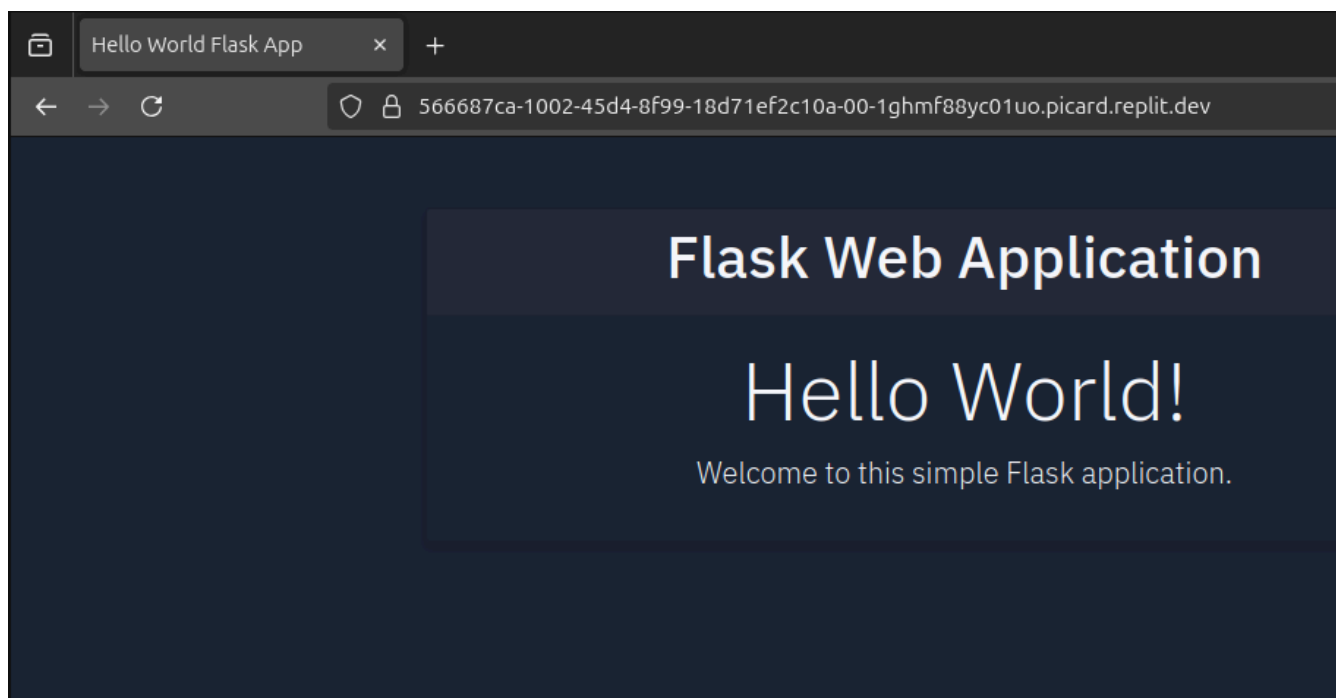 Hello World Flask App
566687ca-1002-45d4-8f99-18d71ef2c10a-00-1ghmf88yc01uo.picard.replit.dev
Flask Web Application
Hello World!
Welcome to this simple Flask application.